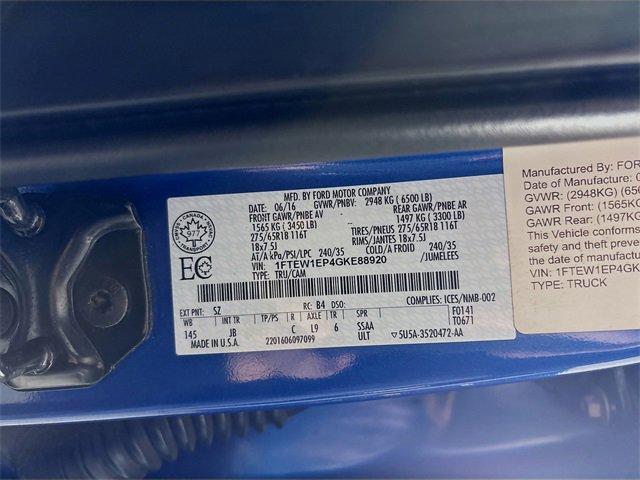 MFD. BY FORD MOTOR COMPANY
06/16 GVWR/PNBV: 2948 KG ( 6500 LB)
FRONT GAWR/PNBE AV REAR GAWR/PNBE AR
1565 KG ( 3450 LB) 1497 KG ( 3300 LB)
275/65R18 116T TIRES/PNEUS 275/65R18 116T
18x7.5J RIMS/JANTES 18x7.5J
AT/A kPa/PSI/LPC 240/35 COLD/A FROID 240/35
VIN: 1FTEW1EP4GKE88920 /JUMELEES
TYPE: TRU/CAM
CANADA
977
EC
EXT PNT: SZ RC: B4 DSO: COMPLIES: ICES/NMB-002
WB INT TR TP/PS R AXLE TR SPR F0141
145 JB C L9 6 SSAA T0671
MADE IN U.S.A. 2201606097099 ULT 5U5A-3520472-AA
Manufactured By: FOR
Date of Manufacture: 0
GVWR: (2948KG) (65
GAWR Front: (1565KG
GAWR Rear: (1497KG
This Vehicle conforms
safety and theft preve
the date of manufactu
VIN: 1FTEW1EP4GKE
TYPE: TRUCK